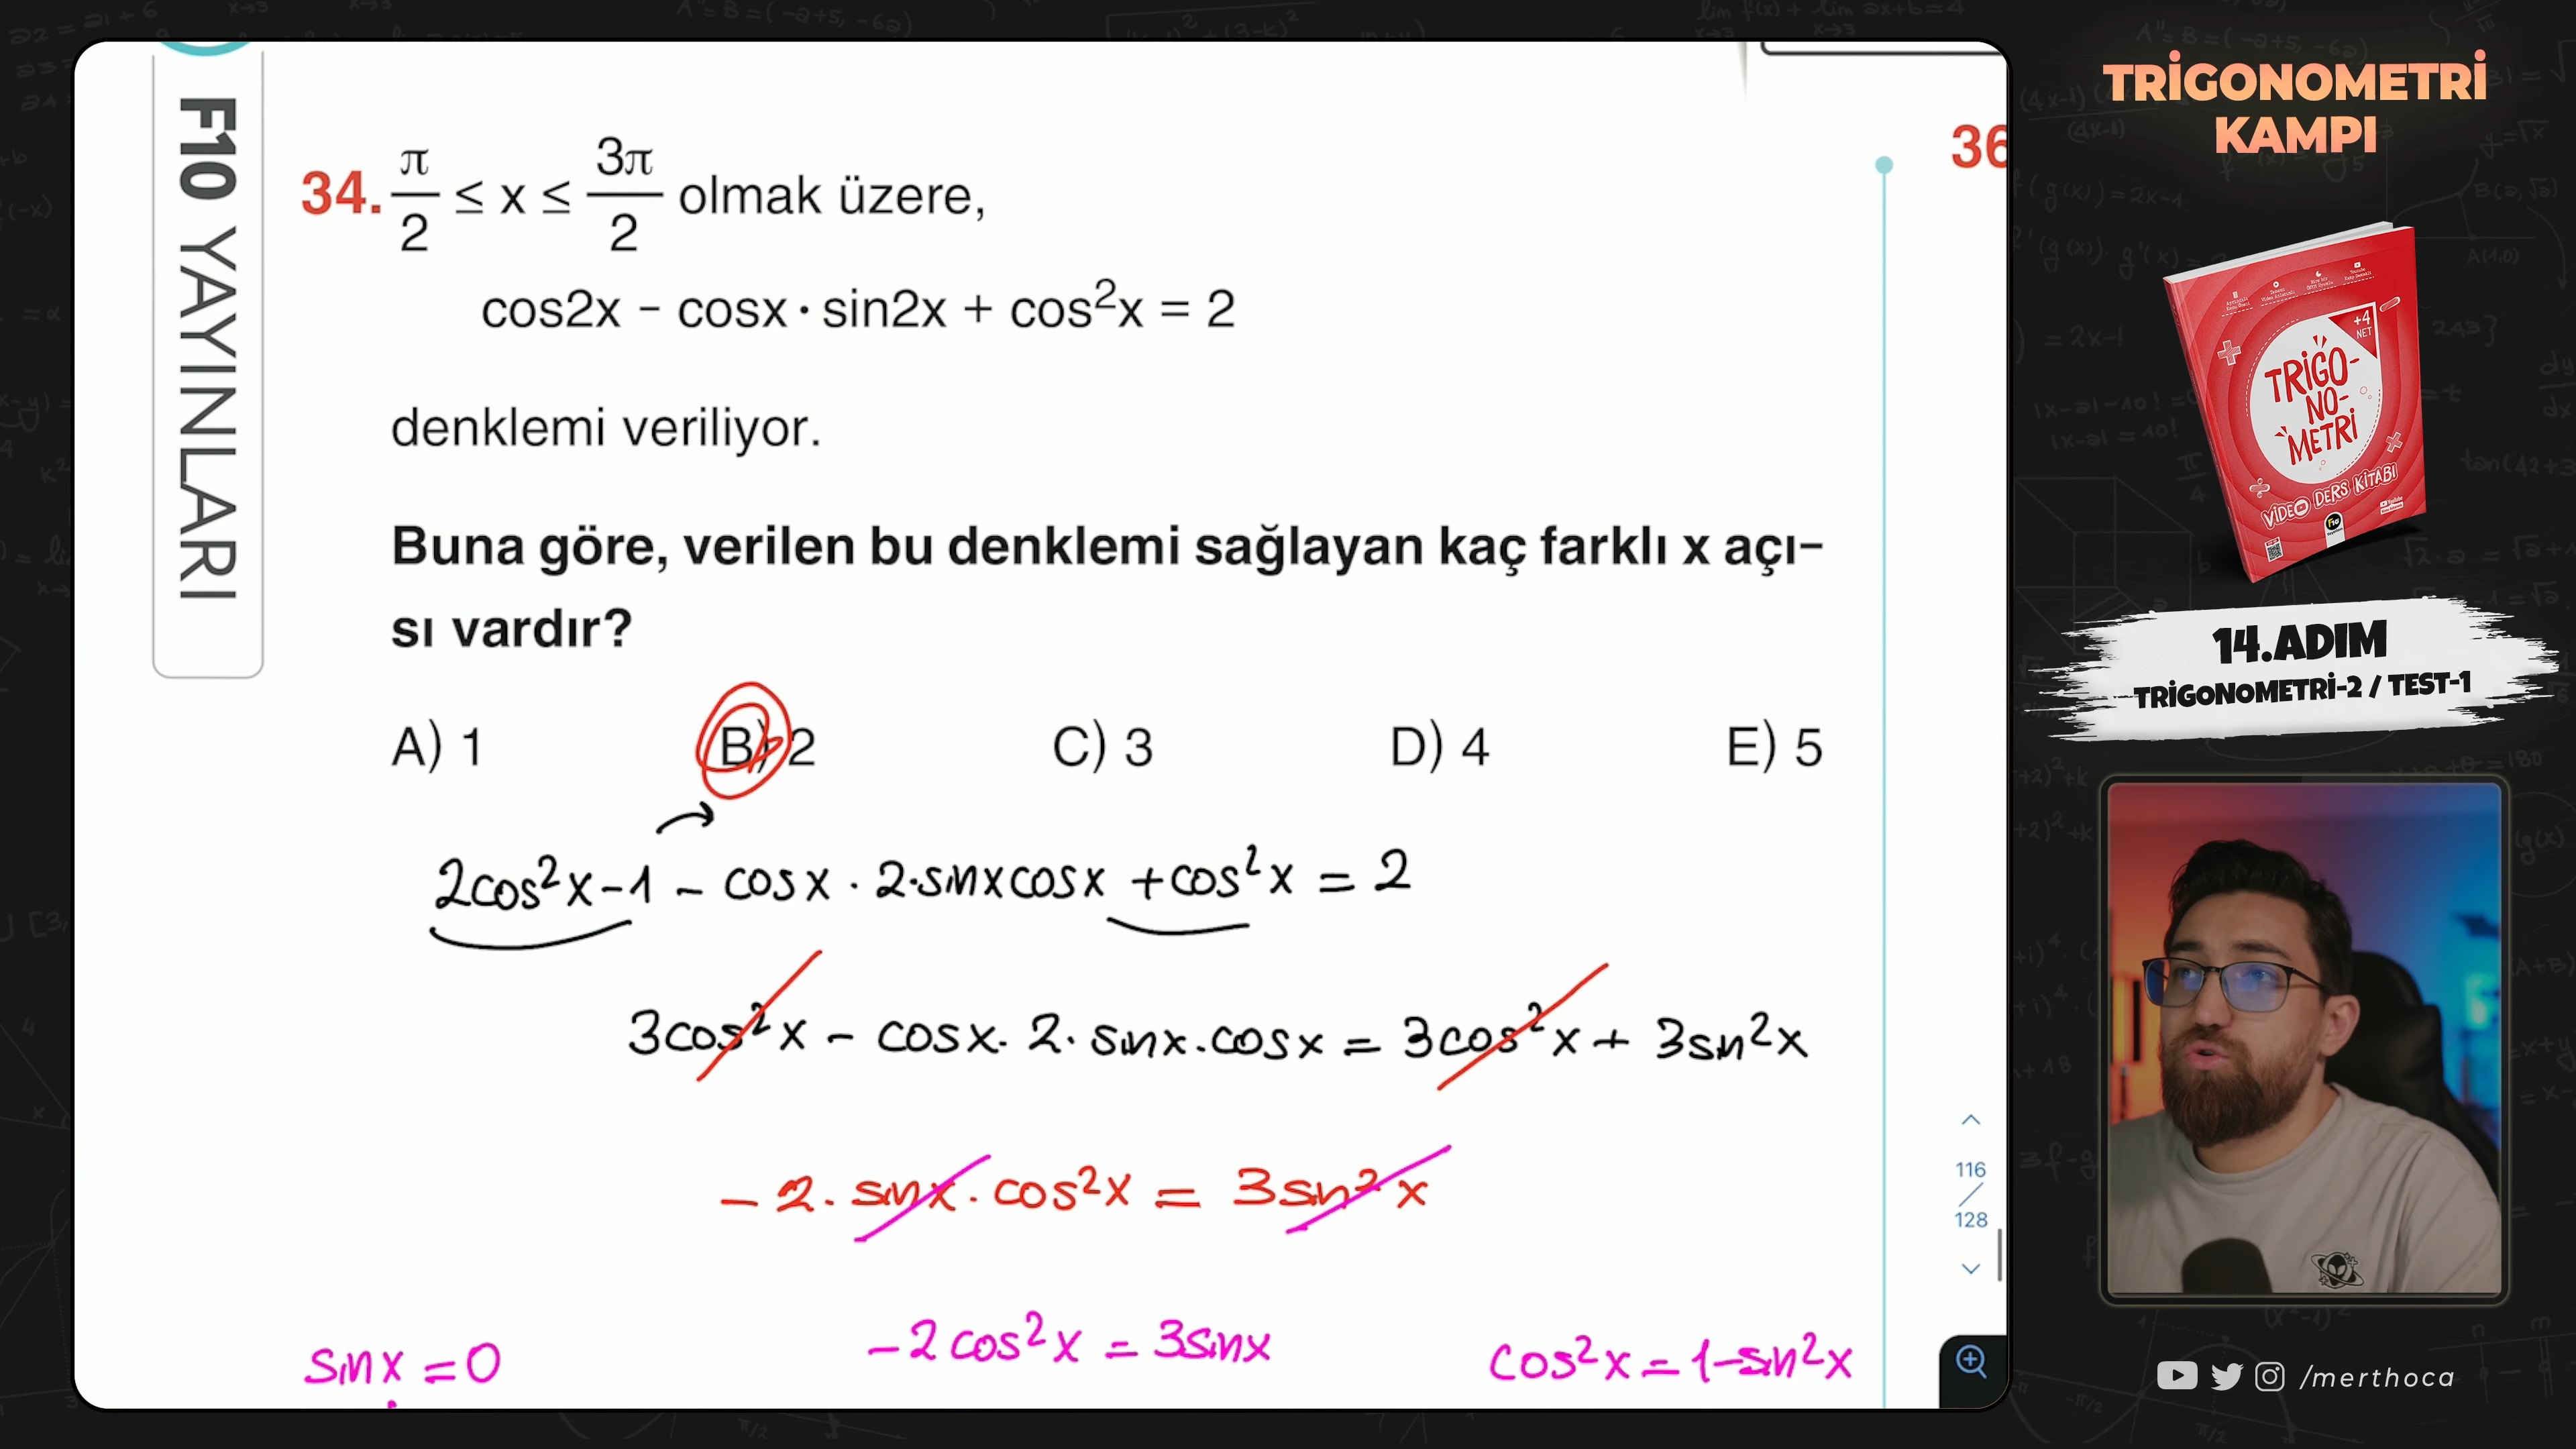 F10 YAYINLARI
34. π/2 ≤ x ≤ 3π/2 olmak üzere,
cos2x - cosx · sin2x + cos²x = 2
denklemi veriliyor.
Buna göre, verilen bu denklemi sağlayan kaç farklı x açı-
sı vardır?
A) 1 B) 2 C) 3 D) 4 E) 5
2cos²x-1 - cosx · 2·sinxcosx +cos²x = 2
3cos²x - cosx · 2 · sinx · cosx = 3cos²x + 3sin²x
-2 · sinx · cos²x = 3sin²x
-2cos²x = 3sinx
sinx = 0
cos²x = 1-sin²x
36
116
128
TRİGONOMETRİ
KAMPI
+4
NET
TRİGO-
NO-
METRİ
VİDEO DERS KİTABI
14.ADIM
TRİGONOMETRİ-2 / TEST-1
/merthoca